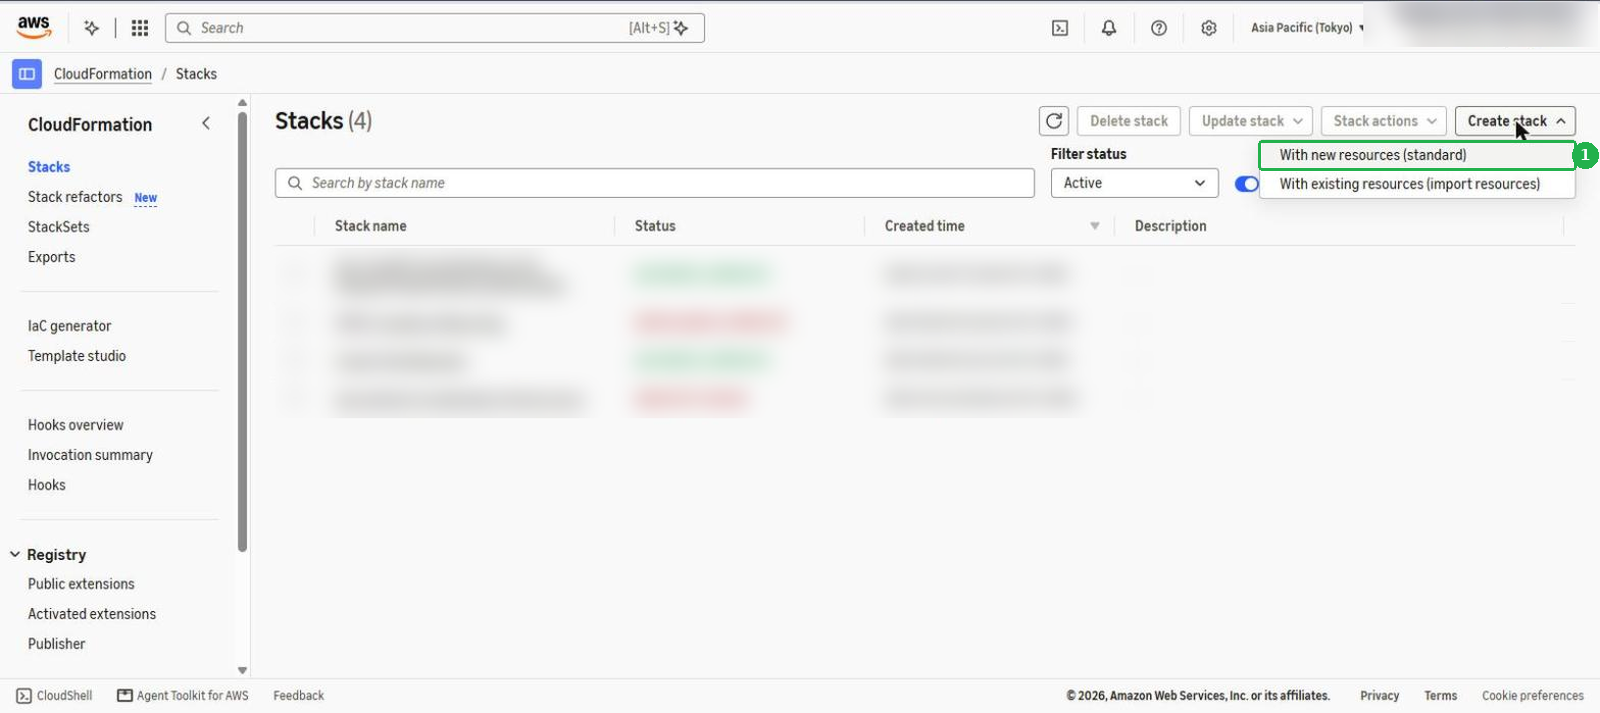 aws
Search [Alt+S]
Asia Pacific (Tokyo)
CloudFormation / Stacks
CloudFormation
Stacks
Stack refactors New
StackSets
Exports
IaC generator
Template studio
Hooks overview
Invocation summary
Hooks
Registry
Public extensions
Activated extensions
Publisher
Stacks (4)
Delete stack
Update stack
Stack actions
Create stack
With new resources (standard) 1
With existing resources (import resources)
Filter status
Search by stack name
Active
Stack name Status Created time Description
CloudShell Agent Toolkit for AWS Feedback
© 2026, Amazon Web Services, Inc. or its affiliates. Privacy Terms Cookie preferences